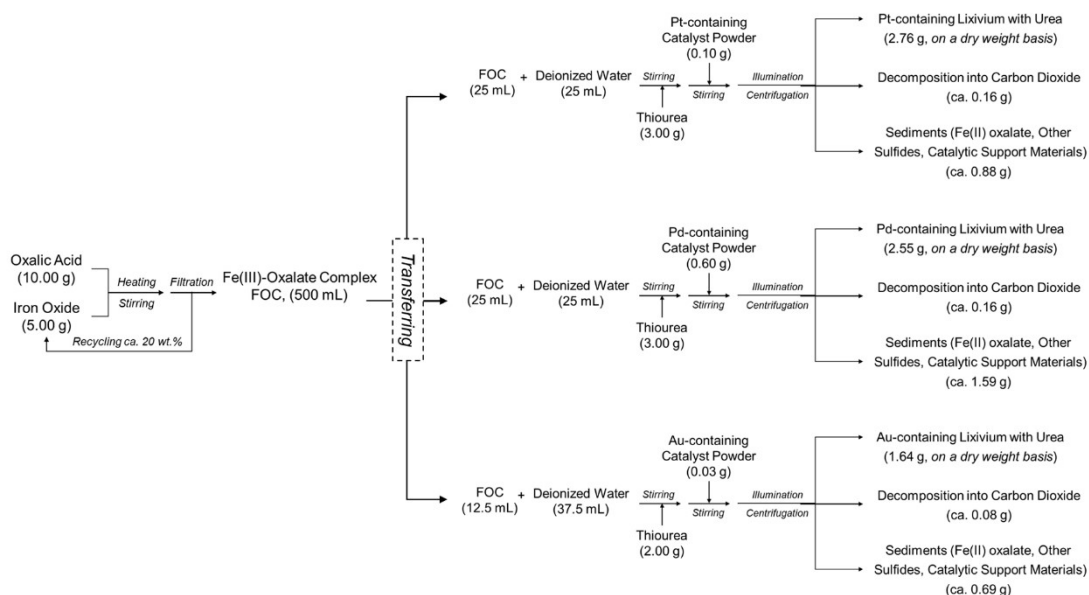 Oxalic Acid
(10.00 g)
Iron Oxide
(5.00 g)
Heating
Stirring
Filtration
Recycling ca. 20 wt.%
Fe(III)-Oxalate Complex
FOC, (500 mL)
Transferring
FOC
(25 mL)
+
Deionized Water
(25 mL)
Stirring
Thiourea
(3.00 g)
Pt-containing
Catalyst Powder
(0.10 g)
Stirring
Illumination
Centrifugation
Pt-containing Lixivium with Urea
(2.76 g, on a dry weight basis)
Decomposition into Carbon Dioxide
(ca. 0.16 g)
Sediments (Fe(II) oxalate, Other
Sulfides, Catalytic Support Materials)
(ca. 0.88 g)
FOC
(25 mL)
+
Deionized Water
(25 mL)
Stirring
Thiourea
(3.00 g)
Pd-containing
Catalyst Powder
(0.60 g)
Stirring
Illumination
Centrifugation
Pd-containing Lixivium with Urea
(2.55 g, on a dry weight basis)
Decomposition into Carbon Dioxide
(ca. 0.16 g)
Sediments (Fe(II) oxalate, Other
Sulfides, Catalytic Support Materials)
(ca. 1.59 g)
FOC
(12.5 mL)
+
Deionized Water
(37.5 mL)
Stirring
Thiourea
(2.00 g)
Au-containing
Catalyst Powder
(0.03 g)
Stirring
Illumination
Centrifugation
Au-containing Lixivium with Urea
(1.64 g, on a dry weight basis)
Decomposition into Carbon Dioxide
(ca. 0.08 g)
Sediments (Fe(II) oxalate, Other
Sulfides, Catalytic Support Materials)
(ca. 0.69 g)